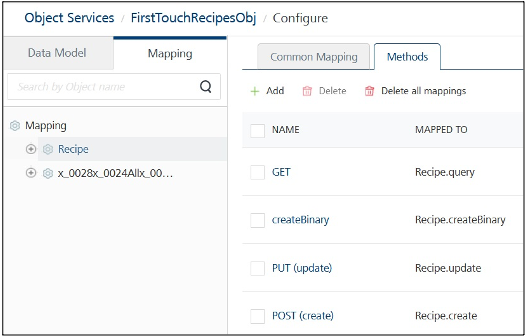 Object Services / FirstTouchRecipesObj / Configure
Data Model
Mapping
Search by Object name
Mapping
Recipe
x_0028x_0024Allx_00...
Common Mapping
Methods
Add
Delete
Delete all mappings
NAME MAPPED TO
GET Recipe.query
createBinary Recipe.createBinary
PUT (update) Recipe.update
POST (create) Recipe.create